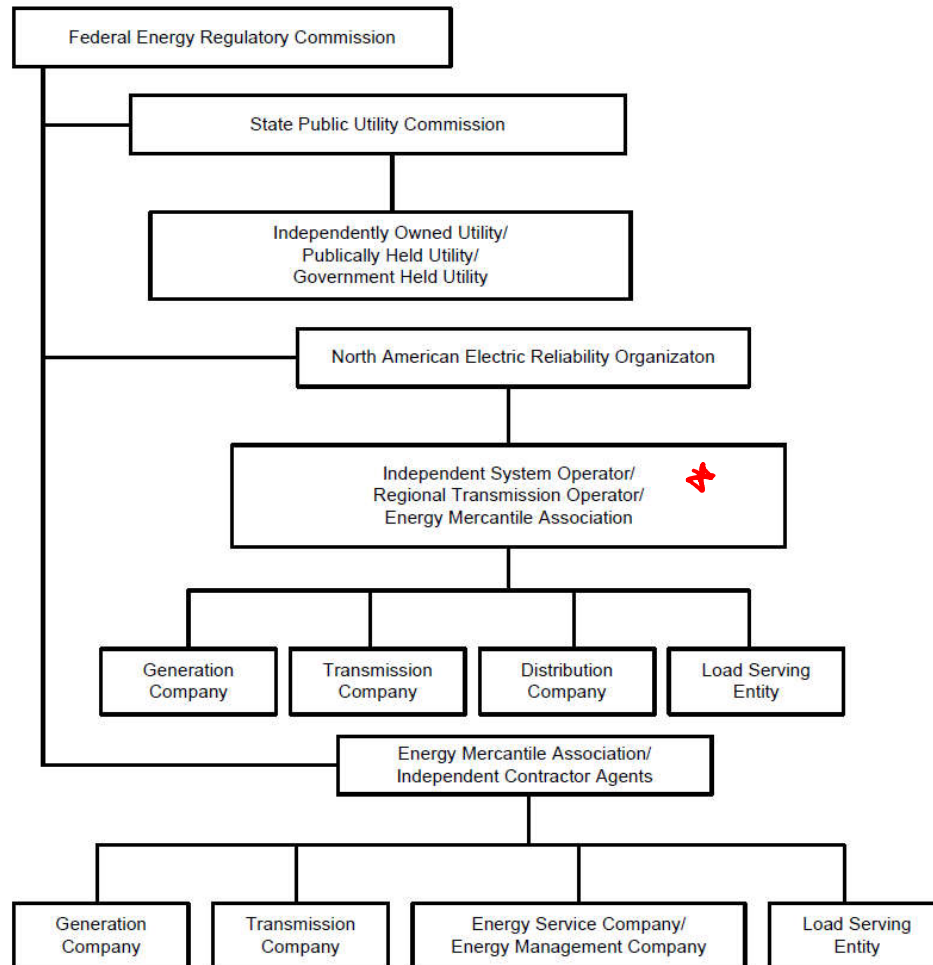 Federal Energy Regulatory Commission
State Public Utility Commission
Independently Owned Utility/
Publically Held Utility/
Government Held Utility
North American Electric Reliability Organizaton
Independent System Operator/
Regional Transmission Operator/
Energy Mercantile Association
Generation
Company
Transmission
Company
Distribution
Company
Load Serving
Entity
Energy Mercantile Association/
Independent Contractor Agents
Generation
Company
Transmission
Company
Energy Service Company/
Energy Management Company
Load Serving
Entity